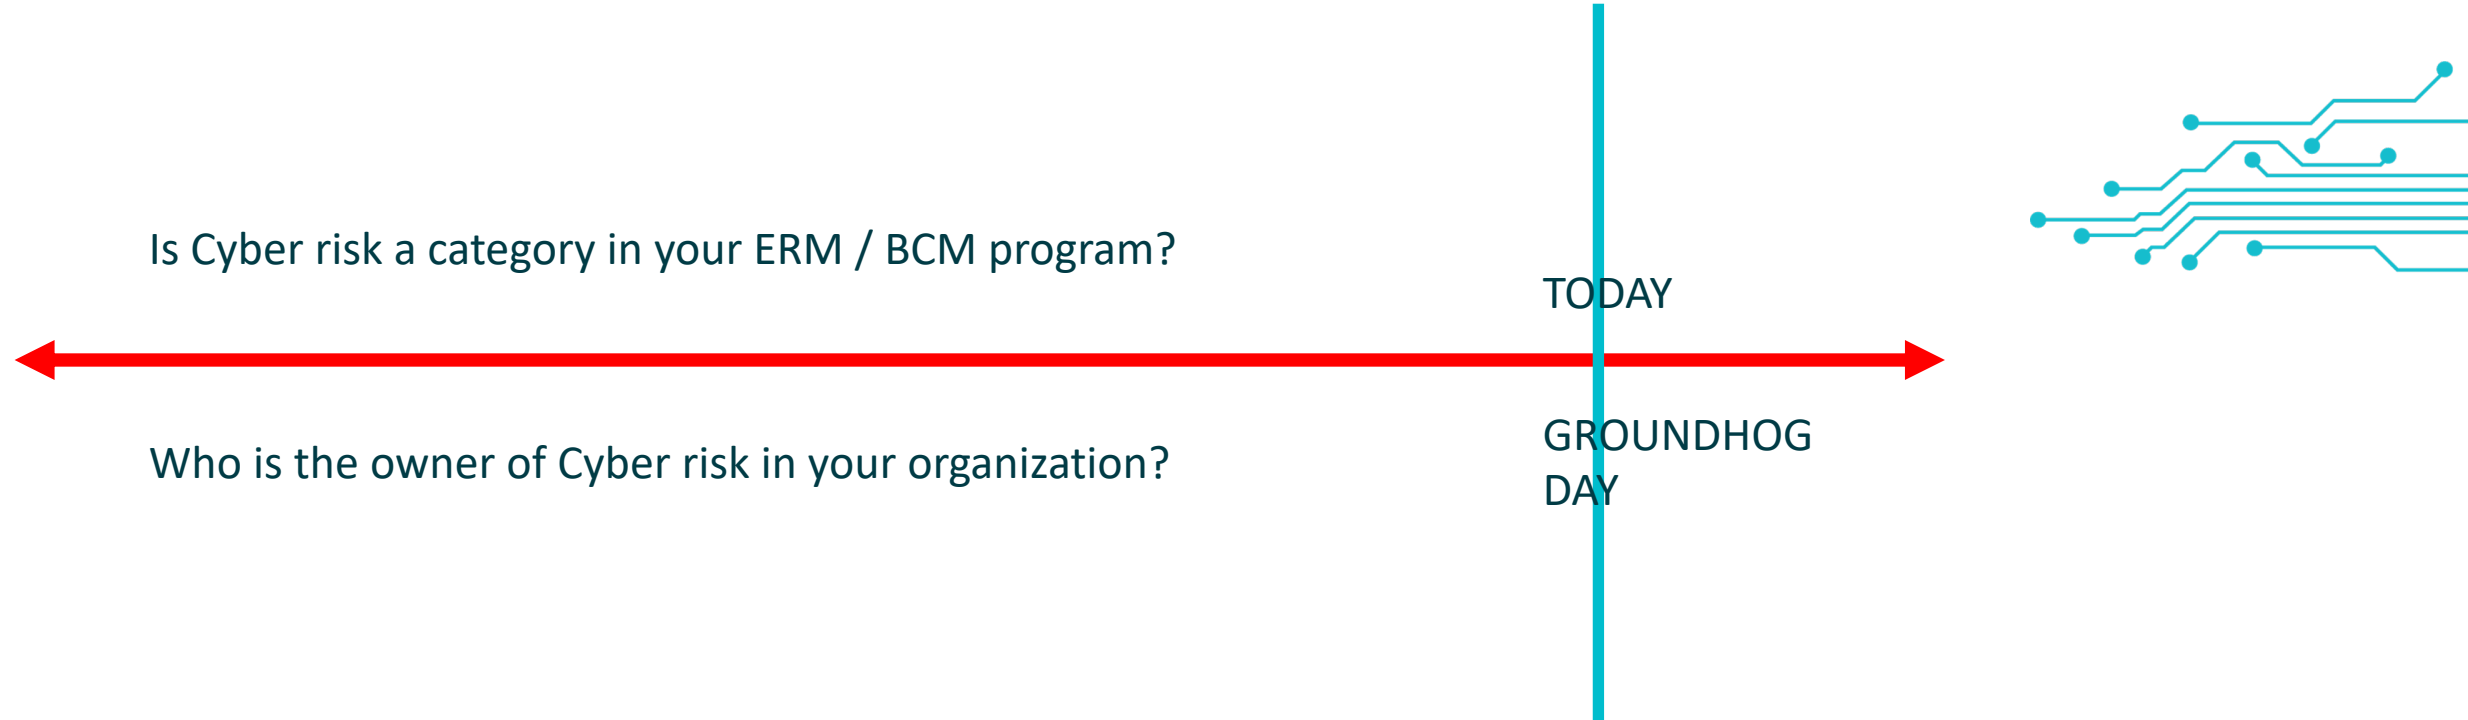 Is Cyber risk a category in your ERM / BCM program?
TODAY
Who is the owner of Cyber risk in your organization?
GROUNDHOG
DAY